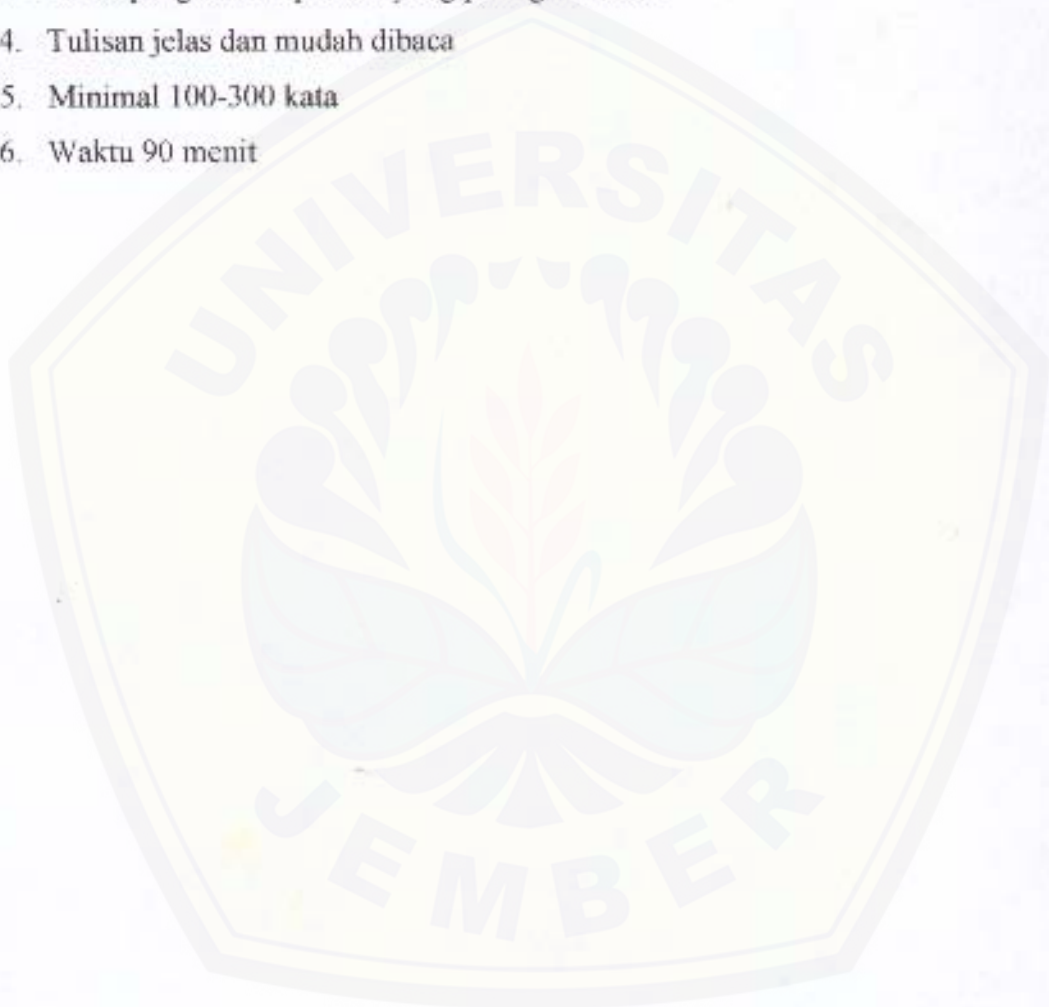 4. Tulisan jelas dan mudah dibaca
5. Minimal 100-300 kata
6. Waktu 90 menit
UNIVERSITAS
JEMBER